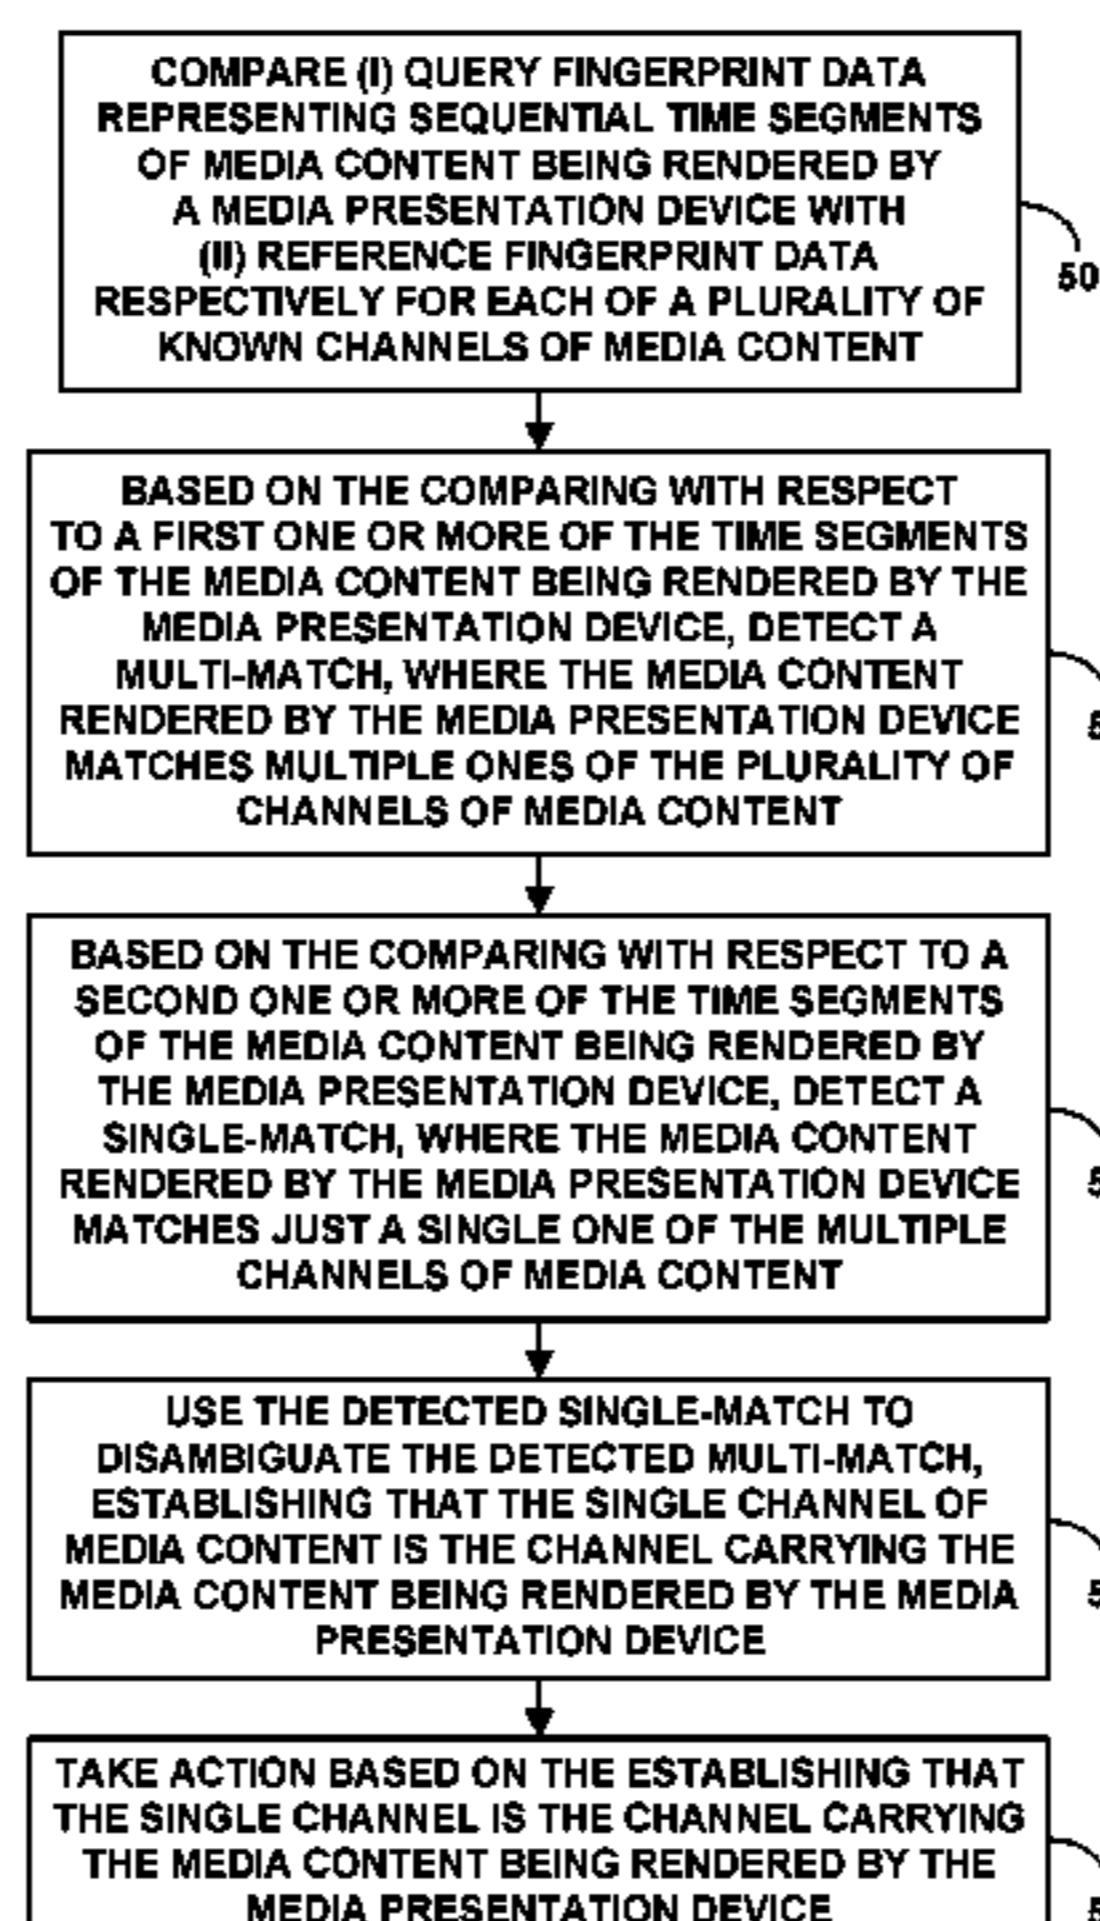 COMPARE (I) QUERY FINGERPRINT DATA
REPRESENTING SEQUENTIAL TIME SEGMENTS
OF MEDIA CONTENT BEING RENDERED BY
A MEDIA PRESENTATION DEVICE WITH
(II) REFERENCE FINGERPRINT DATA
RESPECTIVELY FOR EACH OF A PLURALITY OF
KNOWN CHANNELS OF MEDIA CONTENT
50
BASED ON THE COMPARING WITH RESPECT
TO A FIRST ONE OR MORE OF THE TIME SEGMENTS
OF THE MEDIA CONTENT BEING RENDERED BY THE
MEDIA PRESENTATION DEVICE, DETECT A
MULTI-MATCH, WHERE THE MEDIA CONTENT
RENDERED BY THE MEDIA PRESENTATION DEVICE
MATCHES MULTIPLE ONES OF THE PLURALITY OF
CHANNELS OF MEDIA CONTENT
BASED ON THE COMPARING WITH RESPECT TO A
SECOND ONE OR MORE OF THE TIME SEGMENTS
OF THE MEDIA CONTENT BEING RENDERED BY
THE MEDIA PRESENTATION DEVICE, DETECT A
SINGLE-MATCH, WHERE THE MEDIA CONTENT
RENDERED BY THE MEDIA PRESENTATION DEVICE
MATCHES JUST A SINGLE ONE OF THE MULTIPLE
CHANNELS OF MEDIA CONTENT
USE THE DETECTED SINGLE-MATCH TO
DISAMBIGUATE THE DETECTED MULTI-MATCH,
ESTABLISHING THAT THE SINGLE CHANNEL OF
MEDIA CONTENT IS THE CHANNEL CARRYING THE
MEDIA CONTENT BEING RENDERED BY THE MEDIA
PRESENTATION DEVICE
TAKE ACTION BASED ON THE ESTABLISHING THAT
THE SINGLE CHANNEL IS THE CHANNEL CARRYING
THE MEDIA CONTENT BEING RENDERED BY THE
MEDIA PRESENTATION DEVICE